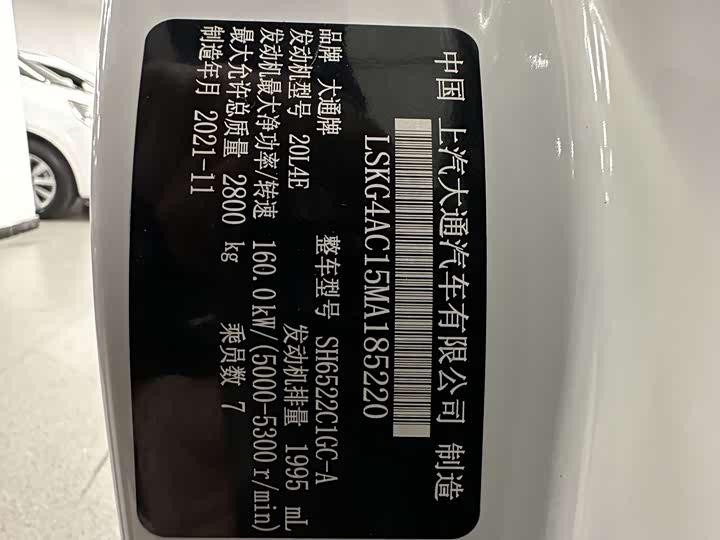 中国 上汽大通汽车有限公司 制造
LSKG4AC15MA185220
品牌 大通牌 整车型号 SH6522C1GC-A
发动机型号 20L4E 发动机排量 1995 mL
发动机最大净功率/转速 160.0kW/(5000-5300r/min)
最大允许总质量 2800 kg 乘员数 7
制造年月 2021-11